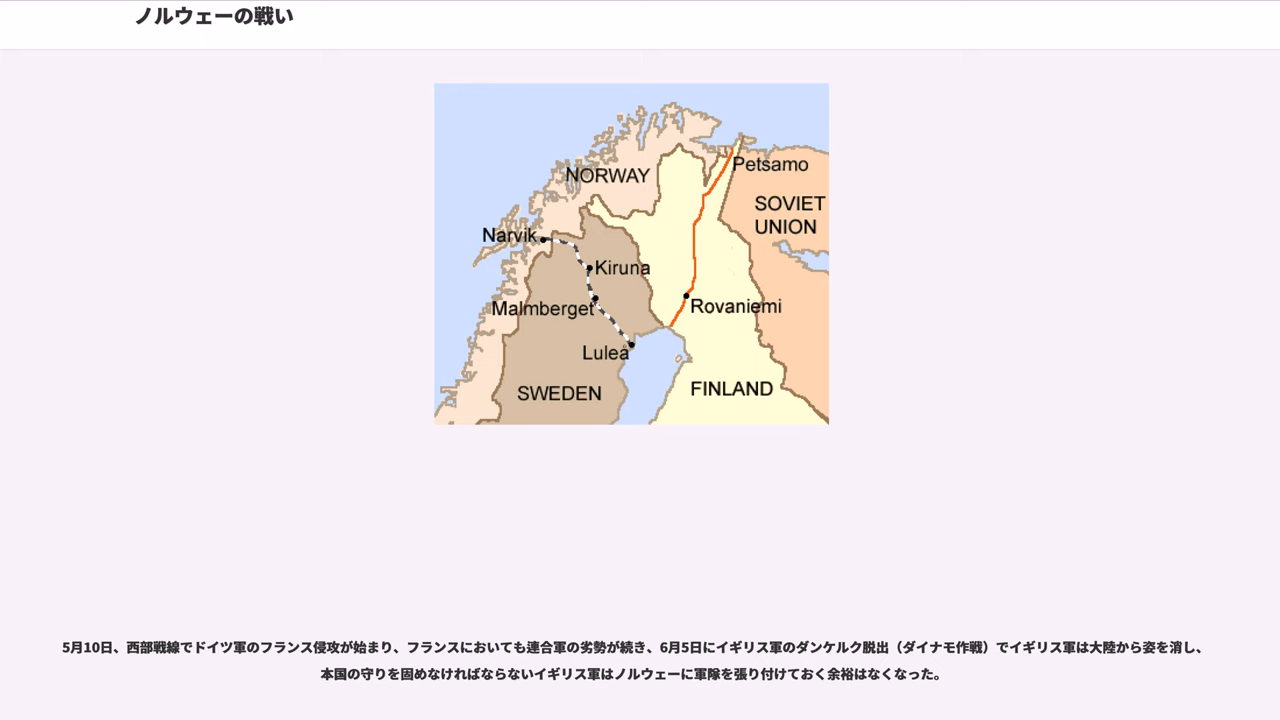 ノルウェーの戦い
NORWAY
Petsamo
SOVIET
UNION
Narvik
Kiruna
Malmberget
Rovaniemi
Luleå
SWEDEN
FINLAND
5月10日、西部戦線でドイツ軍のフランス侵攻が始まり、フランスにおいても連合軍の劣勢が続き、6月5日にイギリス軍のダンケルク脱出（ダイナモ作戦）でイギリス軍は大陸から姿を消し、
本国の守りを固めなければならないイギリス軍はノルウェーに軍隊を張り付けておく余裕はなくなった。